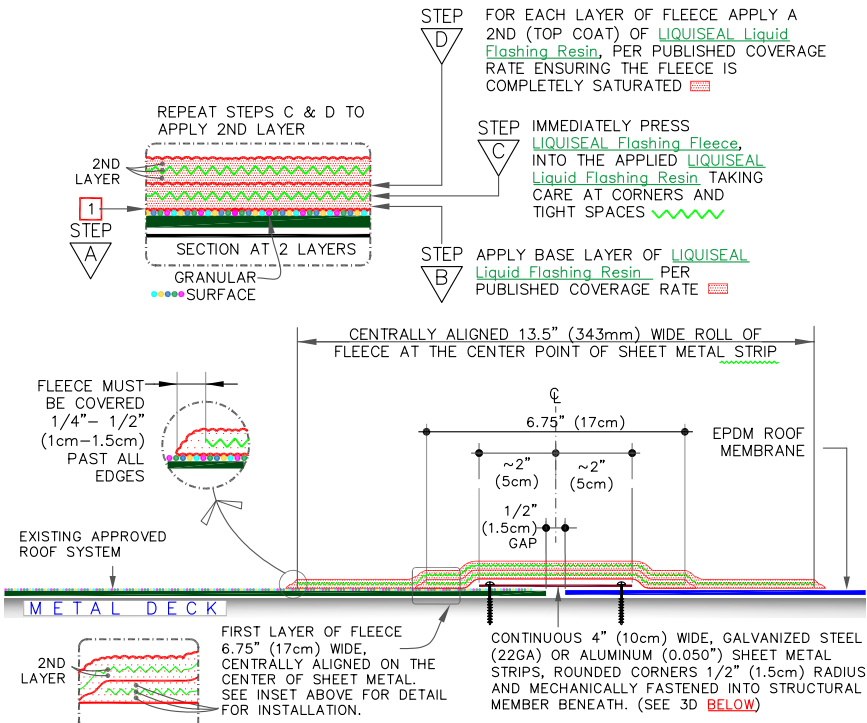 STEP
D
FOR EACH LAYER OF FLEECE APPLY A
2ND (TOP COAT) OF LIQUISEAL Liquid
Flashing Resin, PER PUBLISHED COVERAGE
RATE ENSURING THE FLEECE IS
COMPLETELY SATURATED
REPEAT STEPS C & D TO
APPLY 2ND LAYER
2ND
LAYER
1
STEP
A
SECTION AT 2 LAYERS
GRANULAR
SURFACE
STEP
C
IMMEDIATELY PRESS
LIQUISEAL Flashing Fleece,
INTO THE APPLIED LIQUISEAL
Liquid Flashing Resin TAKING
CARE AT CORNERS AND
TIGHT SPACES
STEP
B
APPLY BASE LAYER OF LIQUISEAL
Liquid Flashing Resin PER
PUBLISHED COVERAGE RATE
CENTRALLY ALIGNED 13.5" (343mm) WIDE ROLL OF
FLEECE AT THE CENTER POINT OF SHEET METAL STRIP
FLEECE MUST
BE COVERED
1/4"- 1/2"
(1cm-1.5cm)
PAST ALL
EDGES
℄
6.75" (17cm)
~2"
(5cm)
~2"
(5cm)
1/2"
(1.5cm)
GAP
EPDM ROOF
MEMBRANE
EXISTING APPROVED
ROOF SYSTEM
METAL DECK
2ND
LAYER
FIRST LAYER OF FLEECE
6.75" (17cm) WIDE,
CENTRALLY ALIGNED ON THE
CENTER OF SHEET METAL.
SEE INSET ABOVE FOR DETAIL
FOR INSTALLATION.
CONTINUOUS 4" (10cm) WIDE, GALVANIZED STEEL
(22GA) OR ALUMINUM (0.050") SHEET METAL
STRIPS, ROUNDED CORNERS 1/2" (1.5cm) RADIUS
AND MECHANICALLY FASTENED INTO STRUCTURAL
MEMBER BENEATH. (SEE 3D BELOW)